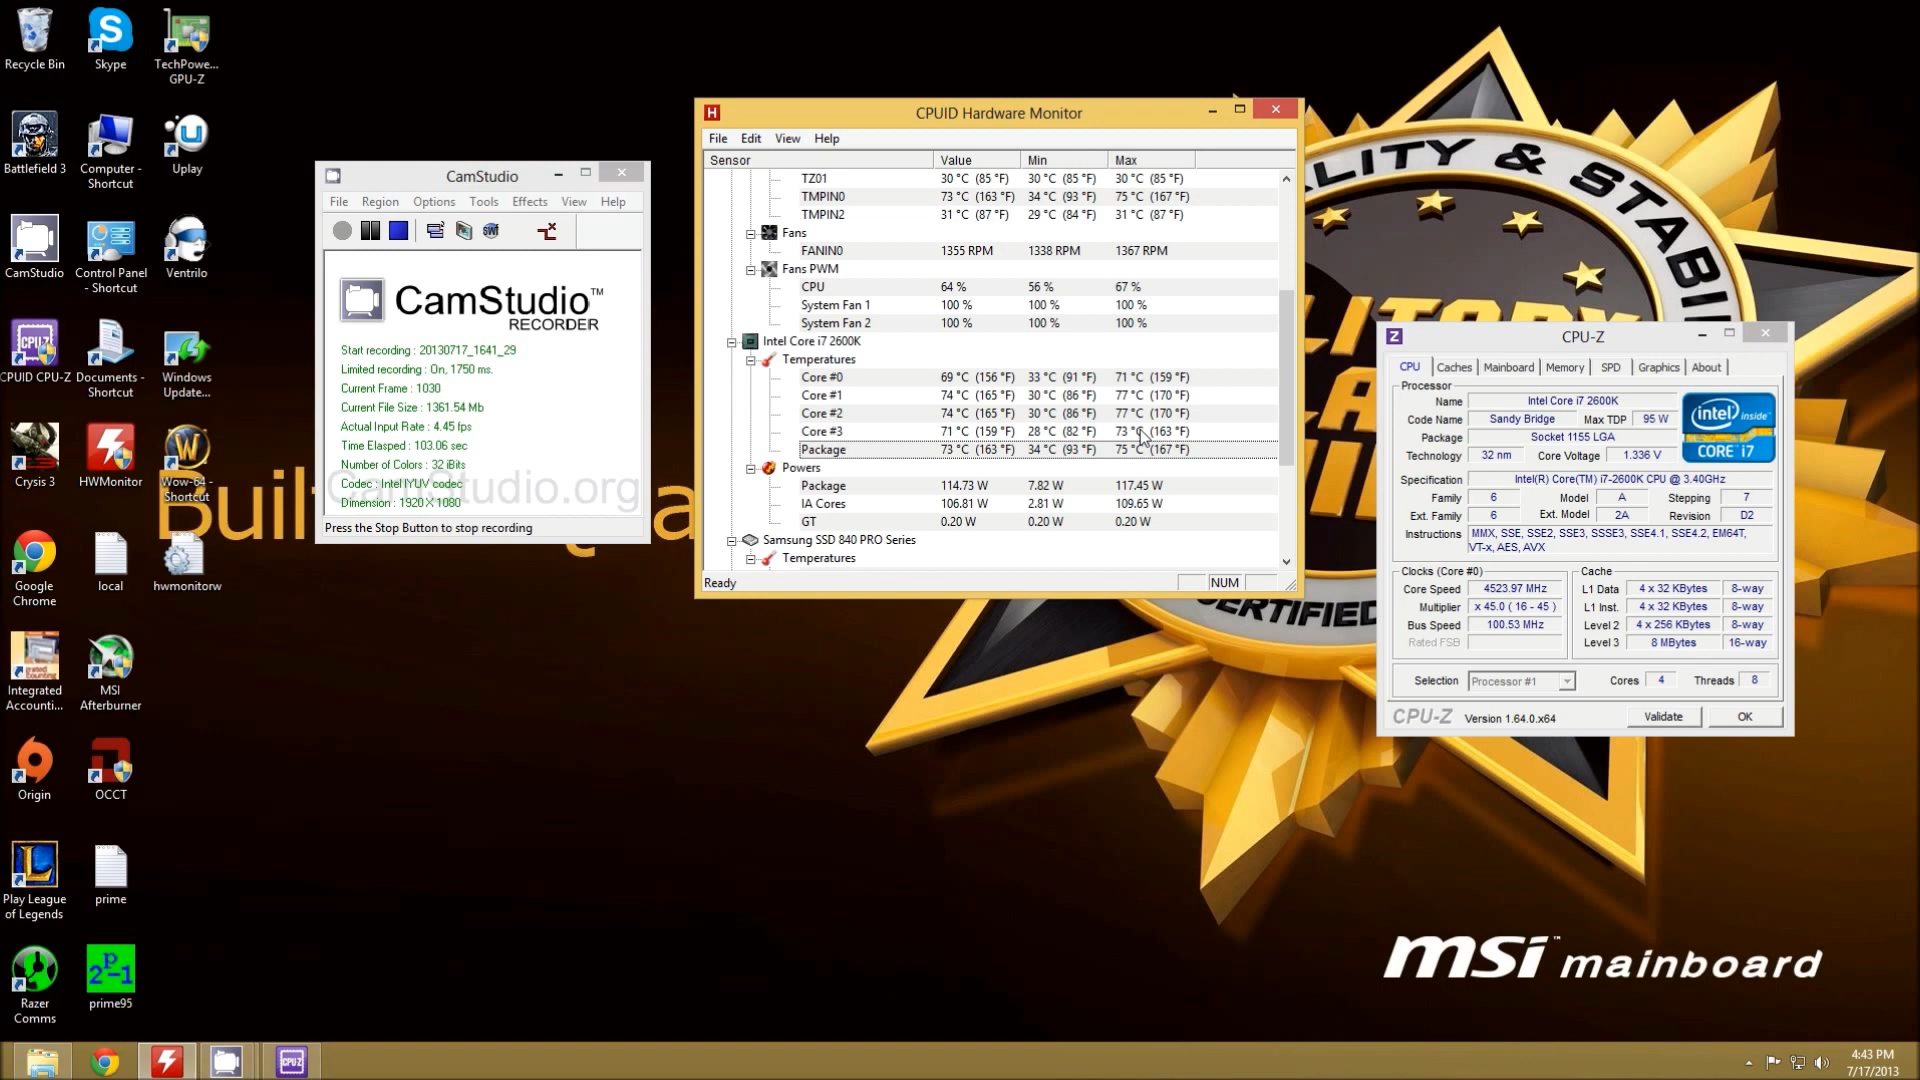 Recycle Bin
Skype
TechPowe...
GPU-Z
Battlefield 3
Computer -
Shortcut
Uplay
CamStudio
Control Panel
- Shortcut
Ventrilo
CPUID CPU-Z
Documents -
Shortcut
Windows
Update...
Crysis 3
HWMonitor
Wow-64 -
Shortcut
Google
Chrome
local
hwmonitorw
Integrated
Accounti...
MSI
Afterburner
Origin
OCCT
Play League
of Legends
prime
Razer
Comms
prime95
CamStudio
File Region Options Tools Effects View Help
CamStudio™
RECORDER
Start recording : 20130717_1641_29
Limited recording : On, 1750 ms.
Current Frame : 1030
Current File Size : 1361.54 Mb
Actual Input Rate : 4.45 fps
Time Elasped : 103.06 sec
Number of Colors : 32 iBits
Codec : Intel IYUV codec
Dimension : 1920 X 1080
CamStudio.org
Press the Stop Button to stop recording
CPUID Hardware Monitor
File Edit View Help
Sensor Value Min Max
TZ01 30 °C (85 °F) 30 °C (85 °F) 30 °C (85 °F)
TMPIN0 73 °C (163 °F) 34 °C (93 °F) 75 °C (167 °F)
TMPIN2 31 °C (87 °F) 29 °C (84 °F) 31 °C (87 °F)
Fans
FANIN0 1355 RPM 1338 RPM 1367 RPM
Fans PWM
CPU 64 % 56 % 67 %
System Fan 1 100 % 100 % 100 %
System Fan 2 100 % 100 % 100 %
Intel Core i7 2600K
Temperatures
Core #0 69 °C (156 °F) 33 °C (91 °F) 71 °C (159 °F)
Core #1 74 °C (165 °F) 30 °C (86 °F) 77 °C (170 °F)
Core #2 74 °C (165 °F) 30 °C (86 °F) 77 °C (170 °F)
Core #3 71 °C (159 °F) 28 °C (82 °F) 73 °C (163 °F)
Package 73 °C (163 °F) 34 °C (93 °F) 75 °C (167 °F)
Powers
Package 114.73 W 7.82 W 117.45 W
IA Cores 106.81 W 2.81 W 109.65 W
GT 0.20 W 0.20 W 0.20 W
Samsung SSD 840 PRO Series
Temperatures
Ready NUM
CPU-Z
CPU Caches Mainboard Memory SPD Graphics About
Processor
Name Intel Core i7 2600K
Code Name Sandy Bridge Max TDP 95 W
Package Socket 1155 LGA
Technology 32 nm Core Voltage 1.336 V
intel inside™
CORE i7
Specification Intel(R) Core(TM) i7-2600K CPU @ 3.40GHz
Family 6 Model A Stepping 7
Ext. Family 6 Ext. Model 2A Revision D2
Instructions MMX, SSE, SSE2, SSE3, SSSE3, SSE4.1, SSE4.2, EM64T,
VT-x, AES, AVX
Clocks (Core #0)
Core Speed 4523.97 MHz
Multiplier x 45.0 ( 16 - 45 )
Bus Speed 100.53 MHz
Rated FSB
Cache
L1 Data 4 x 32 KBytes 8-way
L1 Inst. 4 x 32 KBytes 8-way
Level 2 4 x 256 KBytes 8-way
Level 3 8 MBytes 16-way
Selection Processor #1 Cores 4 Threads 8
CPU-Z Version 1.64.0.x64 Validate OK
& STABI
CERTIFIED
msi™ mainboard
4:43 PM
7/17/2013